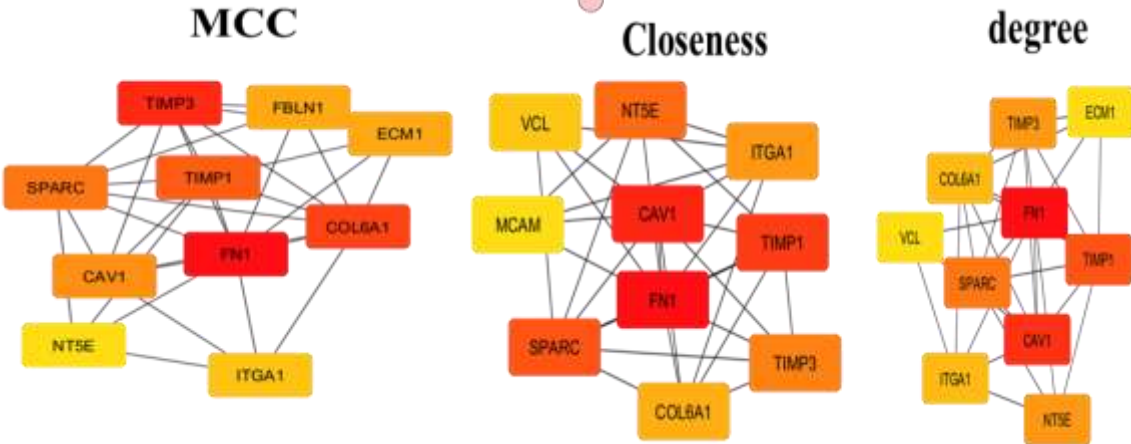 MCC
TIMP3
FBLN1
ECM1
SPARC
TIMP1
COL6A1
FN1
CAV1
NT5E
ITGA1
Closeness
VCL
NT5E
ITGA1
MCAM
CAV1
TIMP1
FN1
SPARC
TIMP3
COL6A1
degree
ECM1
TIMP3
COL6A1
FN1
VCL
TIMP1
SPARC
CAV1
ITGA1
NT5E